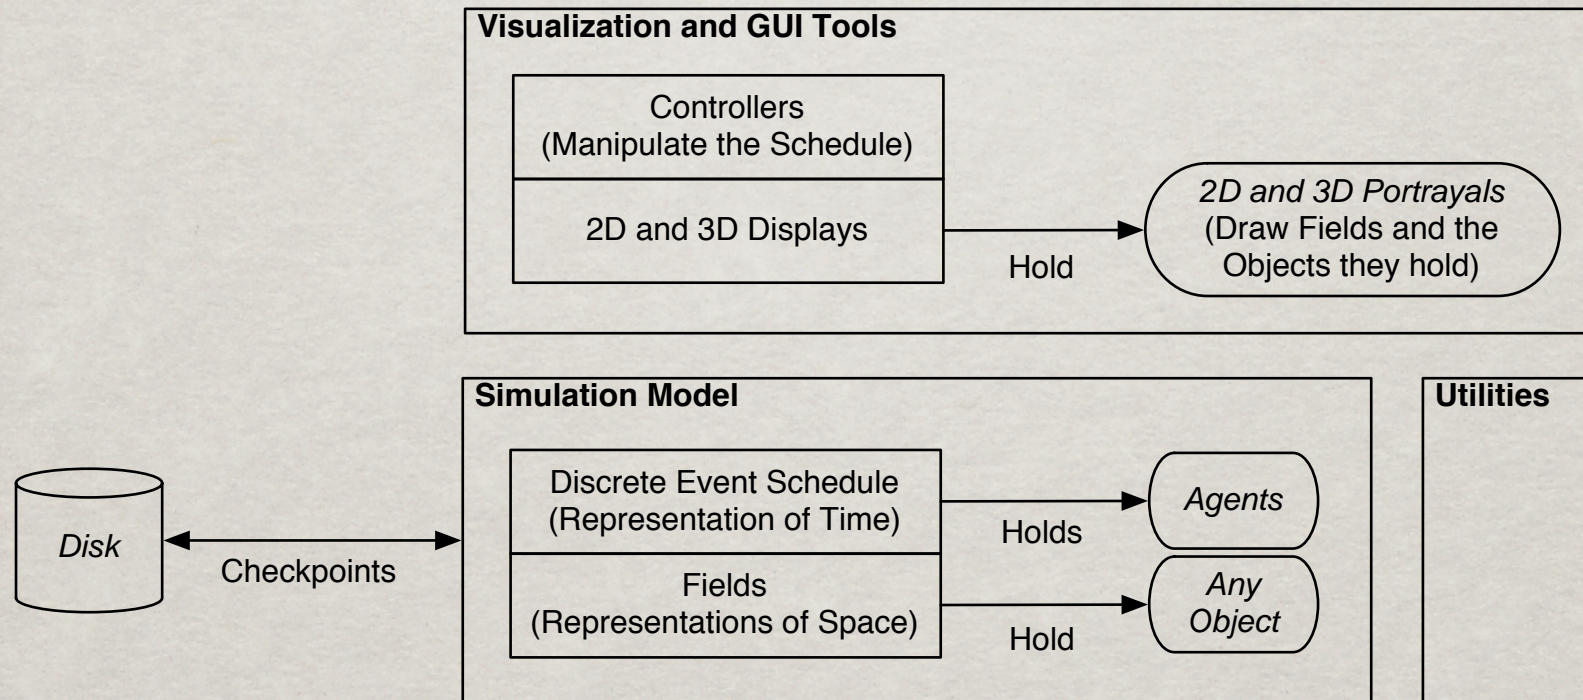 Visualization and GUI Tools
Controllers
(Manipulate the Schedule)
2D and 3D Displays
Hold
2D and 3D Portrayals
(Draw Fields and the
Objects they hold)
Simulation Model
Utilities
Discrete Event Schedule
(Representation of Time)
Holds
Agents
Disk
Checkpoints
Fields
(Representations of Space)
Hold
Any
Object